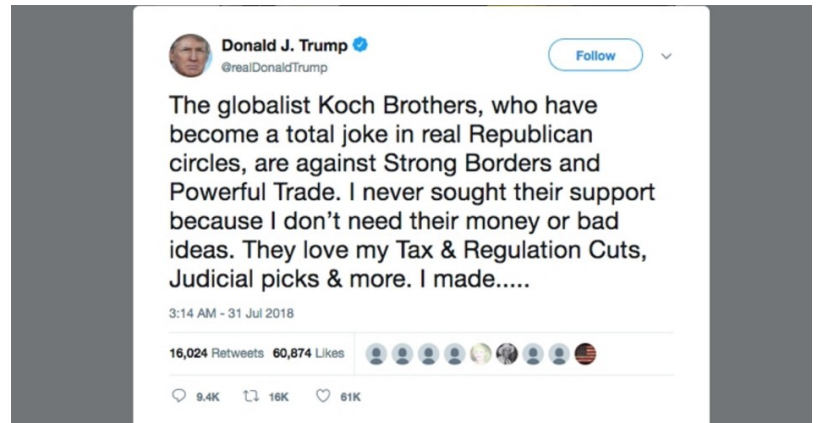 Donald J. Trump
@realDonaldTrump
Follow
The globalist Koch Brothers, who have
become a total joke in real Republican
circles, are against Strong Borders and
Powerful Trade. I never sought their support
because I don’t need their money or bad
ideas. They love my Tax & Regulation Cuts,
Judicial picks & more. I made.....
3:14 AM - 31 Jul 2018
16,024 Retweets 60,874 Likes
9.4K 16K 61K